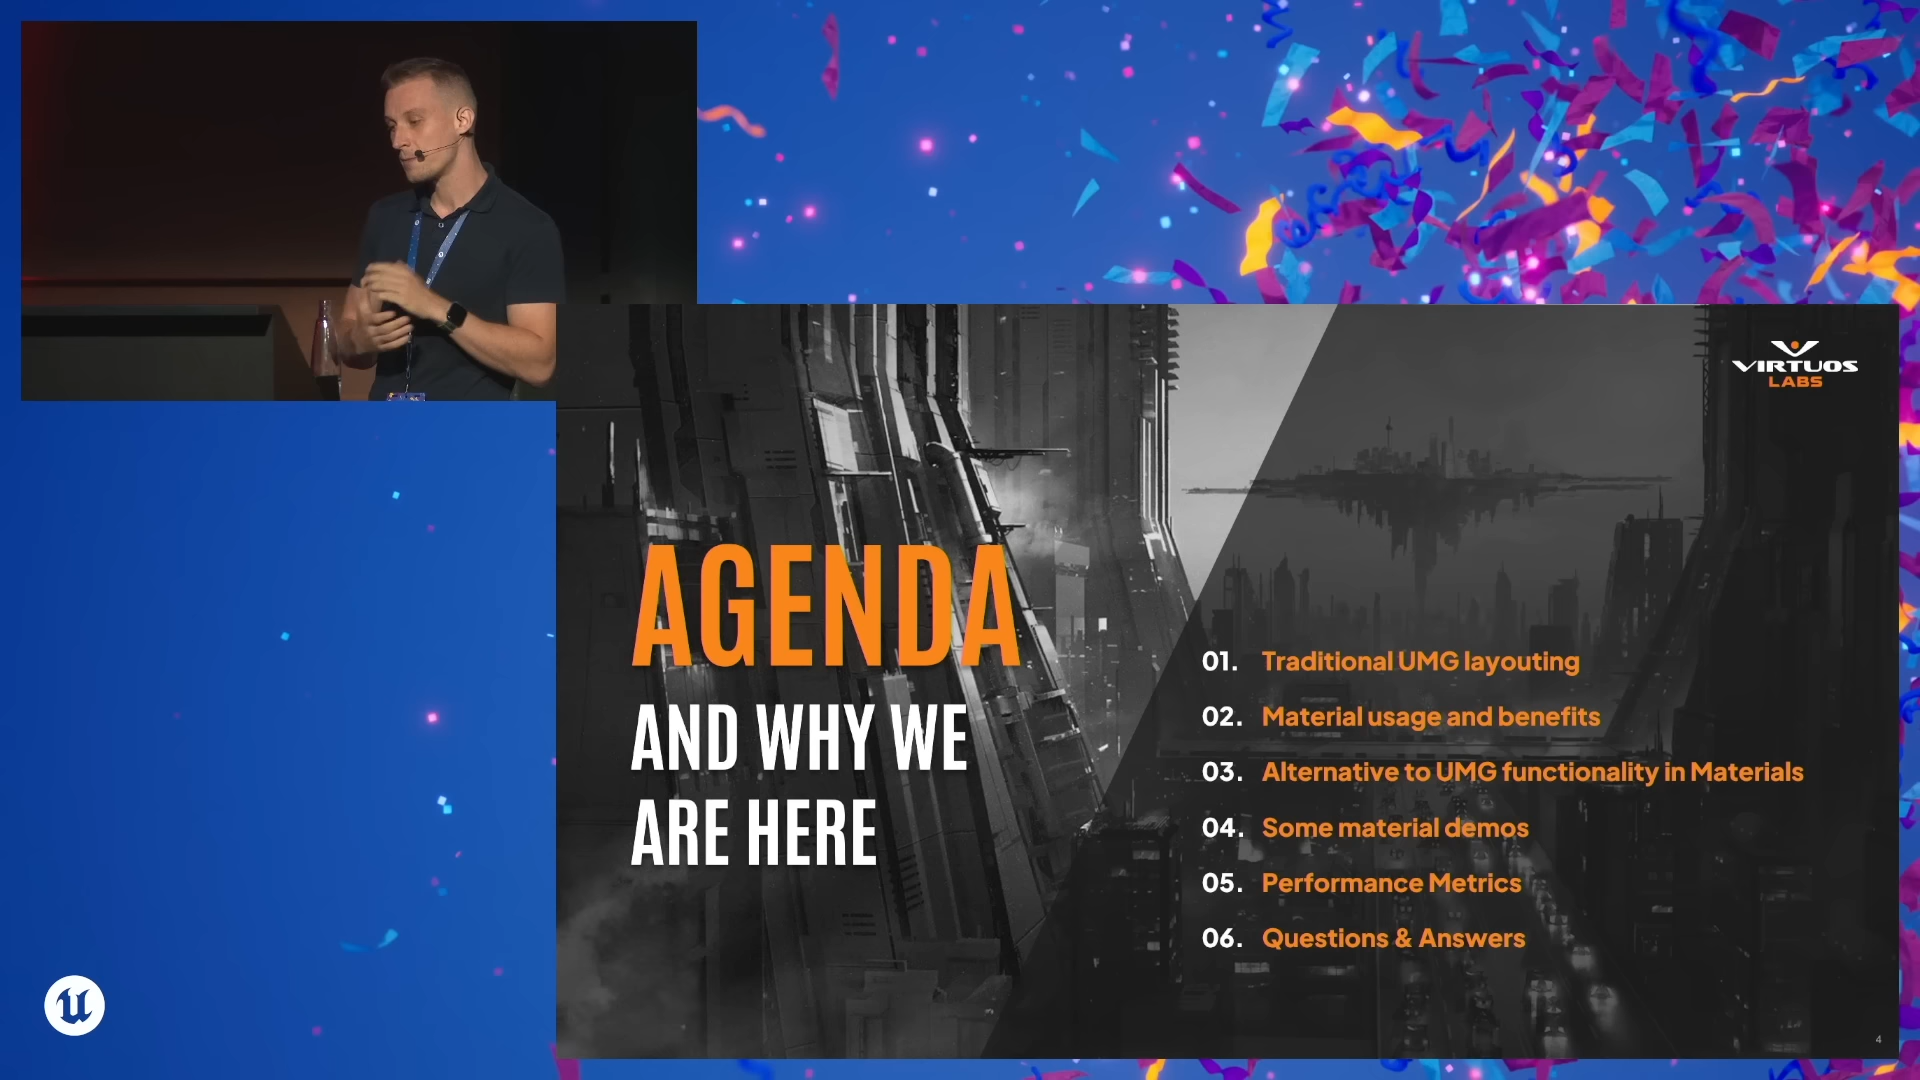 VIRTUOS
LABS
AGENDA
AND WHY WE
ARE HERE
01. Traditional UMG layouting
02. Material usage and benefits
03. Alternative to UMG functionality in Materials
04. Some material demos
05. Performance Metrics
06. Questions & Answers
4